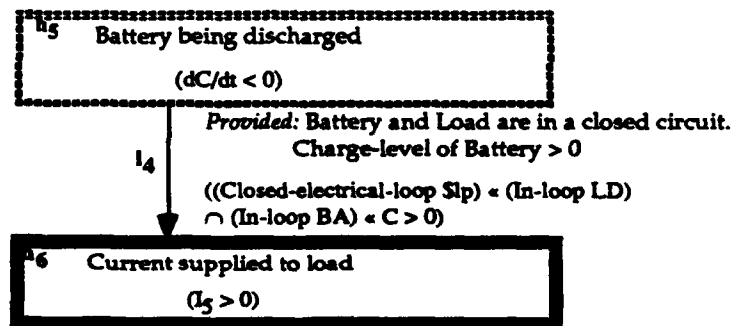 n5 Battery being discharged
(dC/dt < 0)
Provided: Battery and Load are in a closed circuit.
Charge-level of Battery > 0
l4
((Closed-electrical-loop $lp) « (In-loop LD)
∩ (In-loop BA) « C > 0)
n6 Current supplied to load
(I5 > 0)